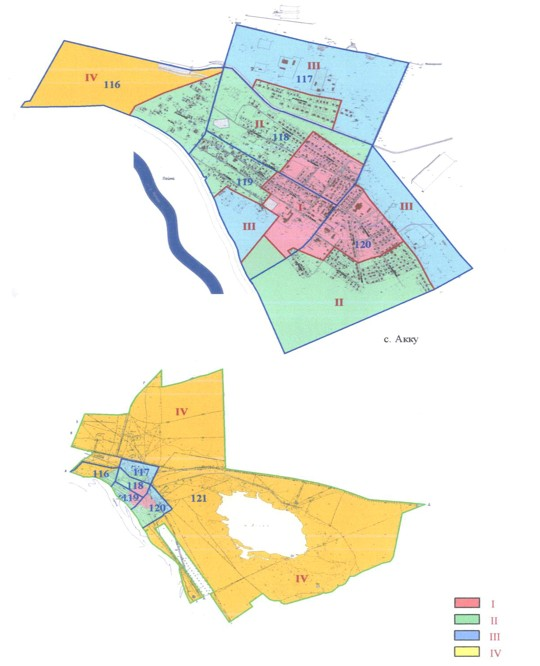 III
IV
116
117
II
118
119
III
III
I
120
II
с. Акку
IV
116
117
118
119
120
121
IV
I
II
III
IV